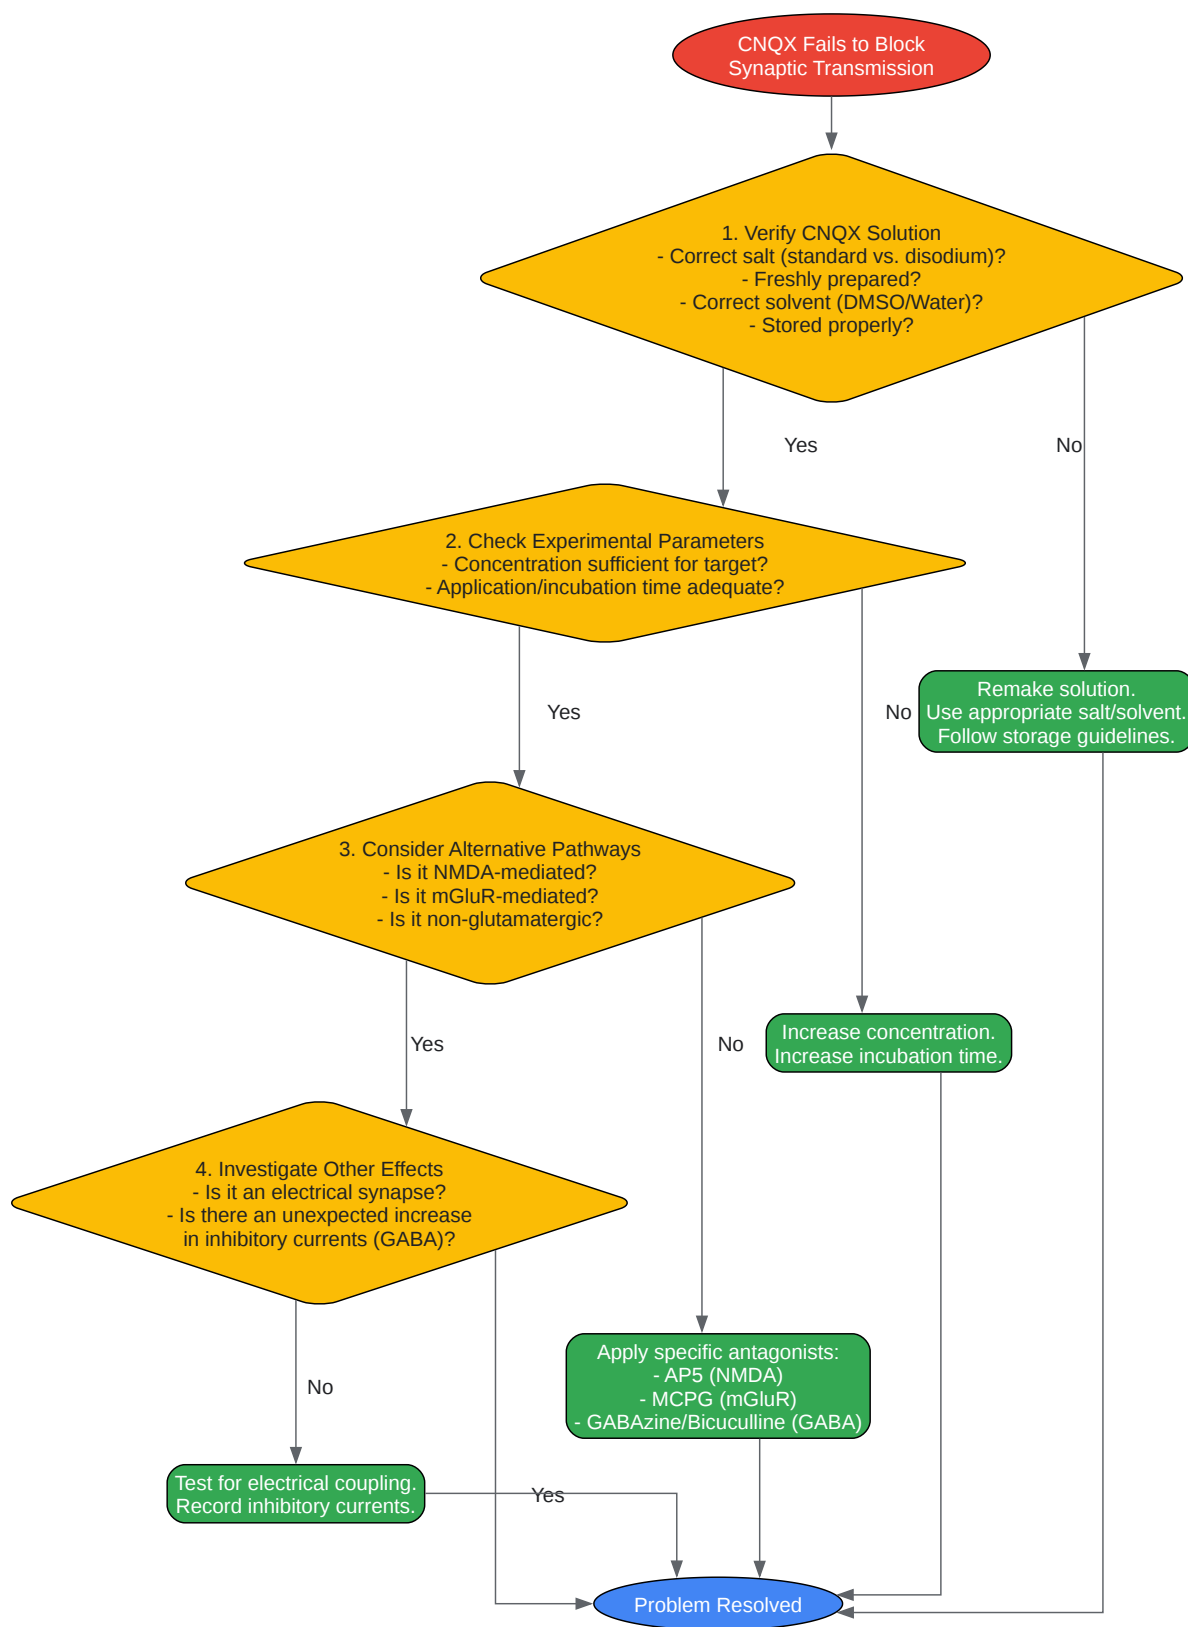 CNQX Fails to Block
Synaptic Transmission
1. Verify CNQX Solution
- Correct salt (standard vs. disodium)?
- Freshly prepared?
- Correct solvent (DMSO/Water)?
- Stored properly?
Yes
No
2. Check Experimental Parameters
- Concentration sufficient for target?
- Application/incubation time adequate?
Yes
No
Remake solution.
Use appropriate salt/solvent.
Follow storage guidelines.
3. Consider Alternative Pathways
- Is it NMDA-mediated?
- Is it mGluR-mediated?
- Is it non-glutamatergic?
Yes
No
Increase concentration.
Increase incubation time.
4. Investigate Other Effects
- Is it an electrical synapse?
- Is there an unexpected increase
in inhibitory currents (GABA)?
No
Apply specific antagonists:
- AP5 (NMDA)
- MCPG (mGluR)
- GABAzine/Bicuculline (GABA)
Test for electrical coupling.
Record inhibitory currents.
Yes
Problem Resolved